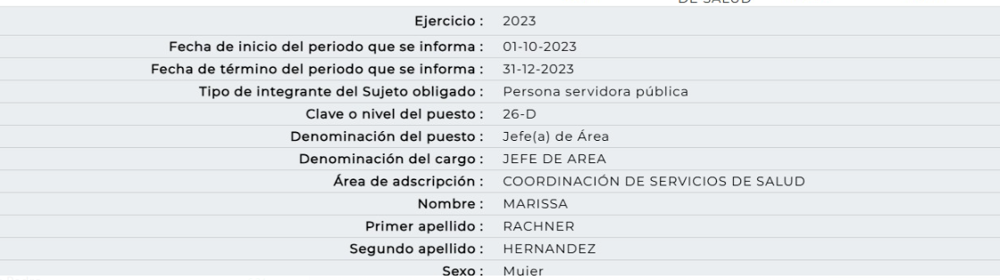 DE SALUD
Ejercicio : 2023
Fecha de inicio del periodo que se informa : 01-10-2023
Fecha de término del periodo que se informa : 31-12-2023
Tipo de integrante del Sujeto obligado : Persona servidora pública
Clave o nivel del puesto : 26-D
Denominación del puesto : Jefe(a) de Área
Denominación del cargo : JEFE DE AREA
Área de adscripción : COORDINACIÓN DE SERVICIOS DE SALUD
Nombre : MARISSA
Primer apellido : RACHNER
Segundo apellido : HERNANDEZ
Sexo : Mujer